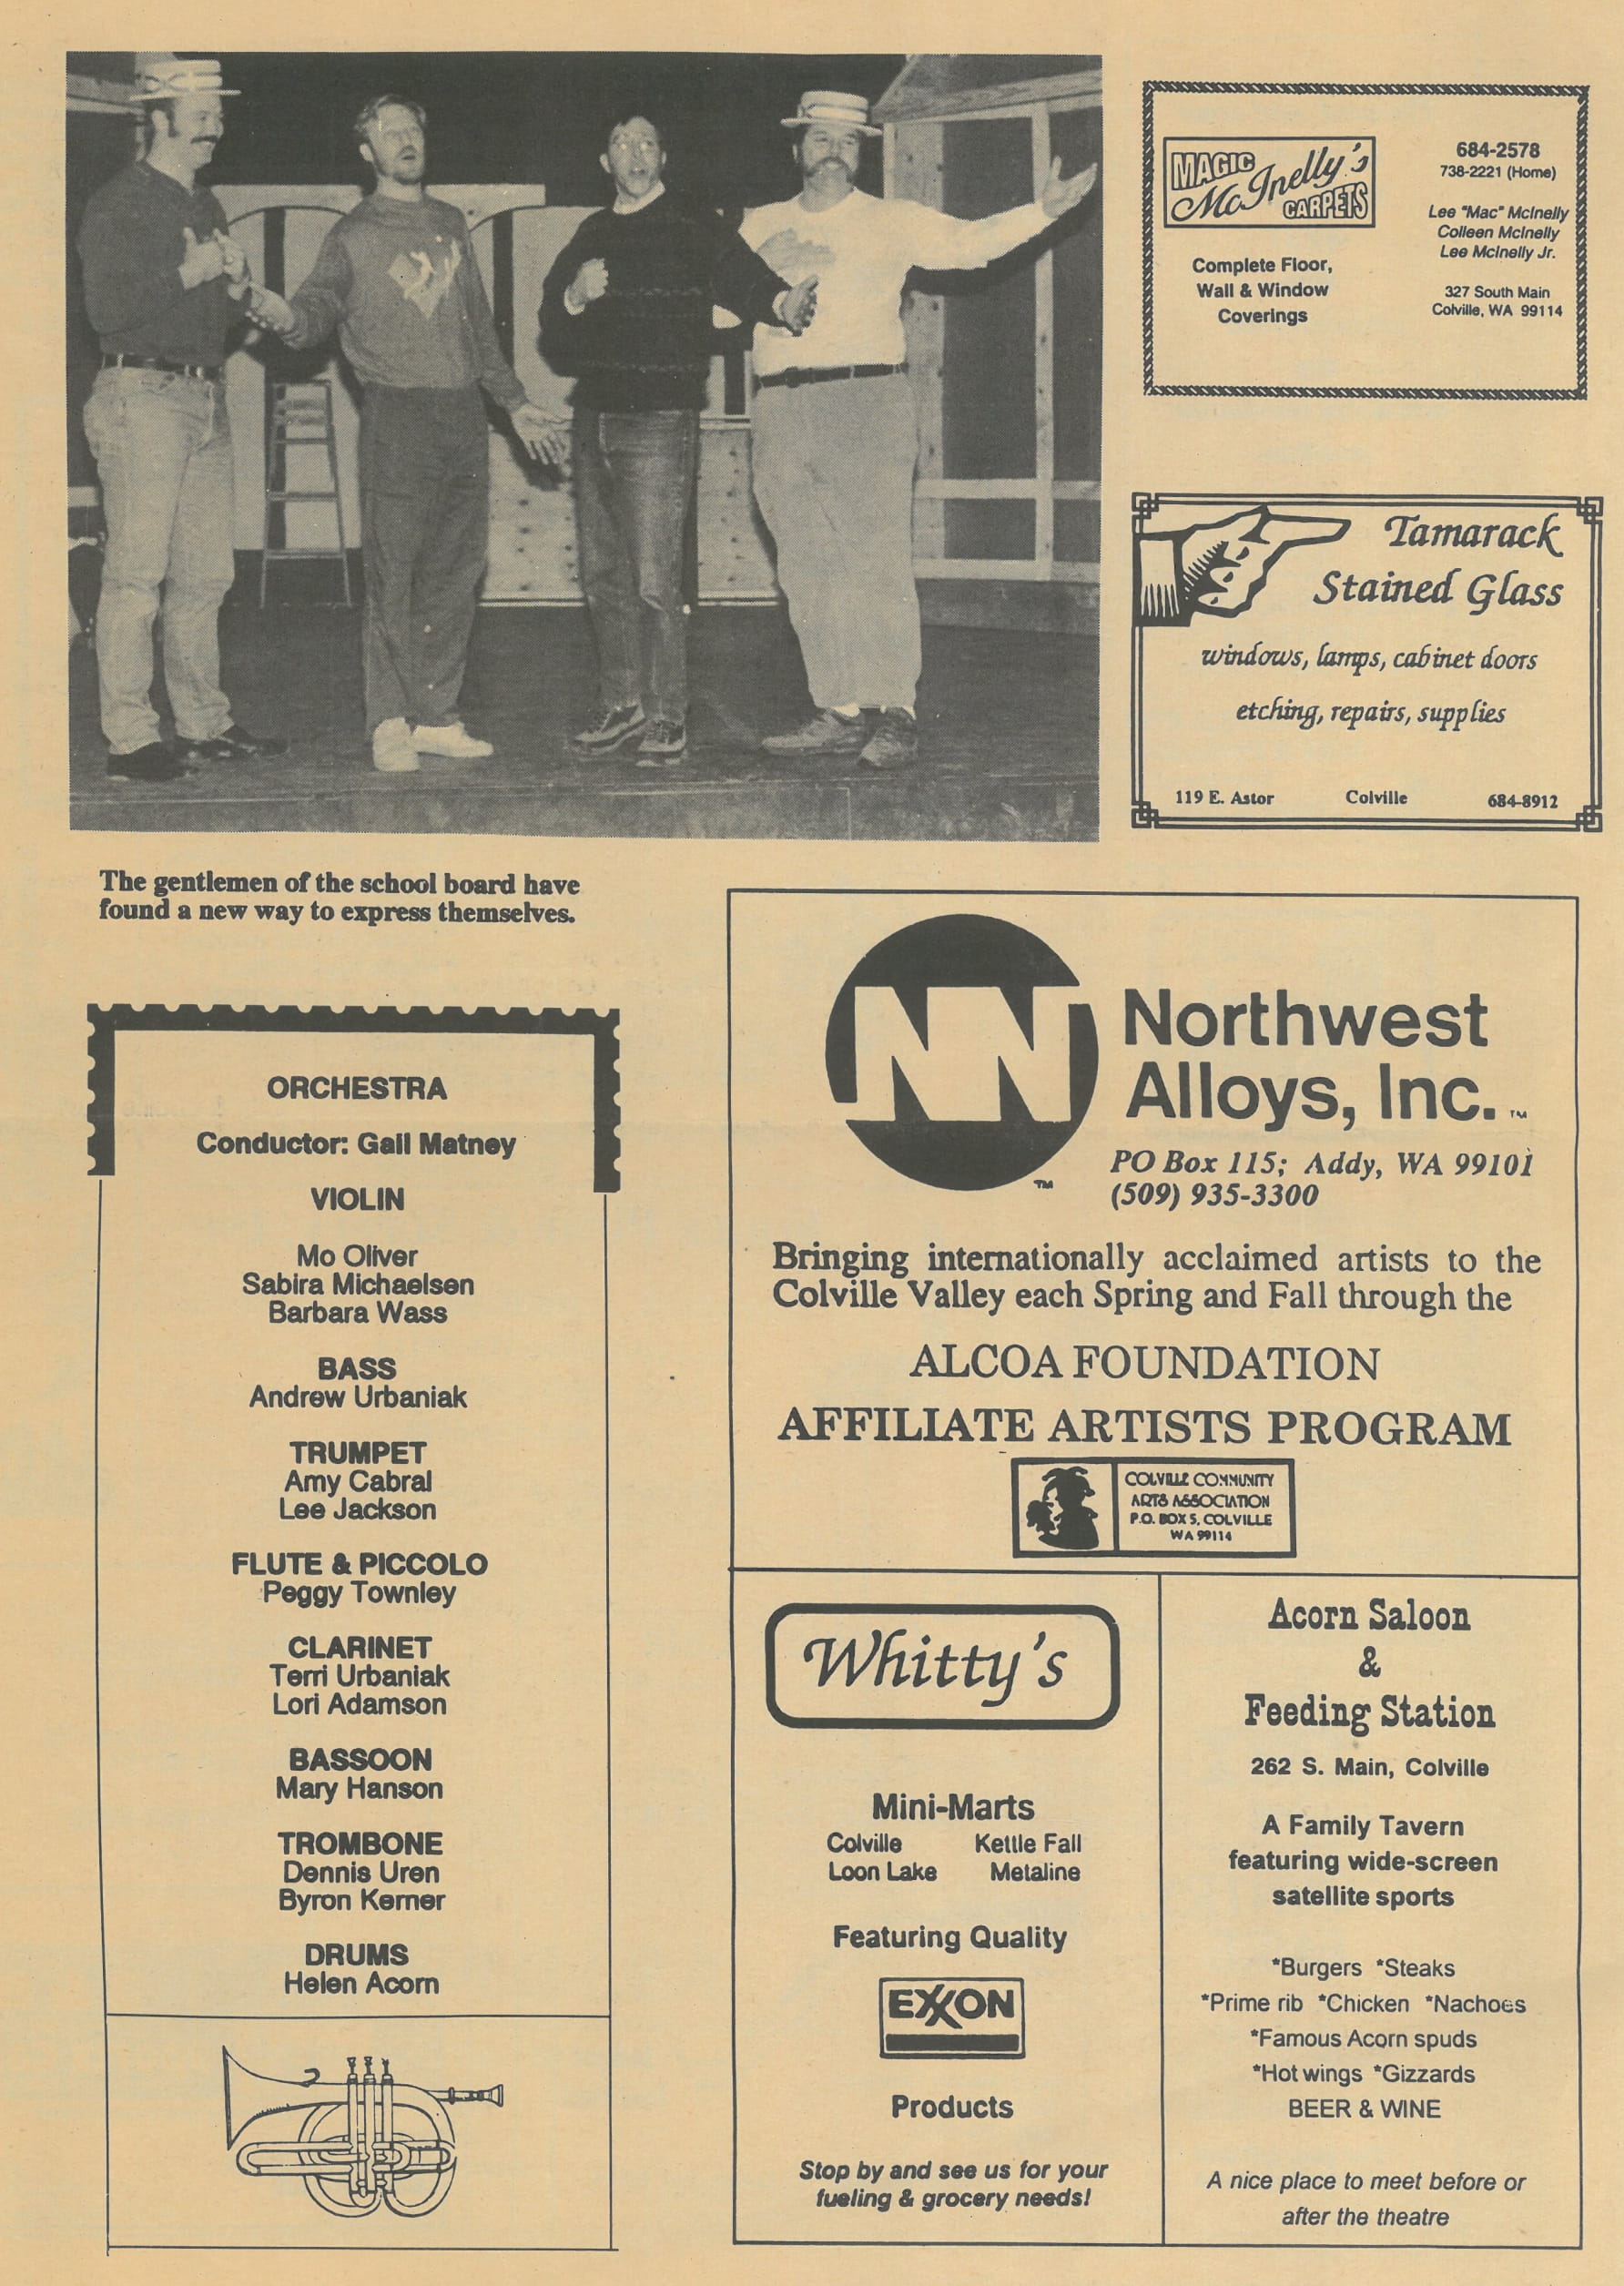 MAGIC
McInelly's
CARPETS
Complete Floor,
Wall & Window
Coverings
684-2578
738-2221 (Home)
Lee "Mac" McInelly
Colleen McInelly
Lee McInelly Jr.
327 South Main
Colville, WA 99114
Tamarack
Stained Glass
windows, lamps, cabinet doors
etching, repairs, supplies
119 E. Astor Colville 684-8912
The gentlemen of the school board have
found a new way to express themselves.
ORCHESTRA
Conductor: Gail Matney
VIOLIN
Mo Oliver
Sabira Michaelsen
Barbara Wass
BASS
Andrew Urbaniak
TRUMPET
Amy Cabral
Lee Jackson
FLUTE & PICCOLO
Peggy Townley
CLARINET
Terri Urbaniak
Lori Adamson
BASSOON
Mary Hanson
TROMBONE
Dennis Uren
Byron Kerner
DRUMS
Helen Acorn
Northwest
Alloys, Inc.™
™
PO Box 115; Addy, WA 99101
(509) 935-3300
Bringing internationally acclaimed artists to the
Colville Valley each Spring and Fall through the
ALCOA FOUNDATION
AFFILIATE ARTISTS PROGRAM
COLVILLE COMMUNITY
ARTS ASSOCIATION
P.O. BOX 5, COLVILLE
WA 99114
Whitty's
Mini-Marts
Colville Kettle Fall
Loon Lake Metaline
Featuring Quality
EXXON
Products
Stop by and see us for your
fueling & grocery needs!
Acorn Saloon
&
Feeding Station
262 S. Main, Colville
A Family Tavern
featuring wide-screen
satellite sports
*Burgers *Steaks
*Prime rib *Chicken *Nachoes
*Famous Acorn spuds
*Hot wings *Gizzards
BEER & WINE
A nice place to meet before or
after the theatre